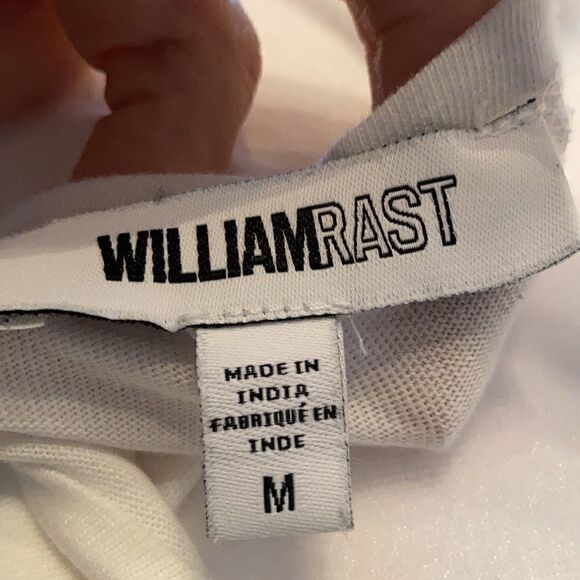 WILLIAMRAST
MADE IN
INDIA
FABRIQUÉ EN
INDE
M